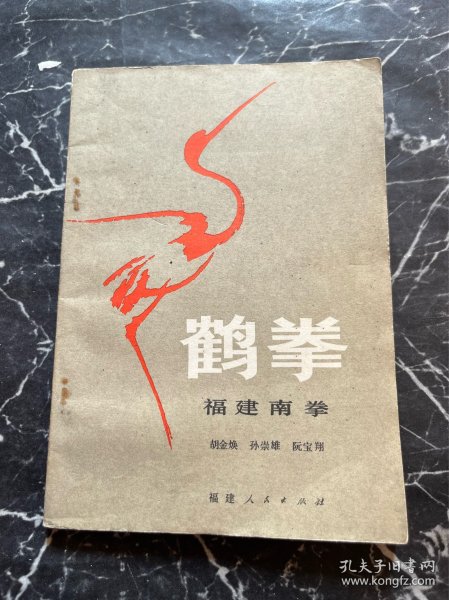 鹤拳
福建南拳
胡金焕 孙崇雄 阮宝翔
福建人民出版社
孔夫子旧书网
www.kongfz.com